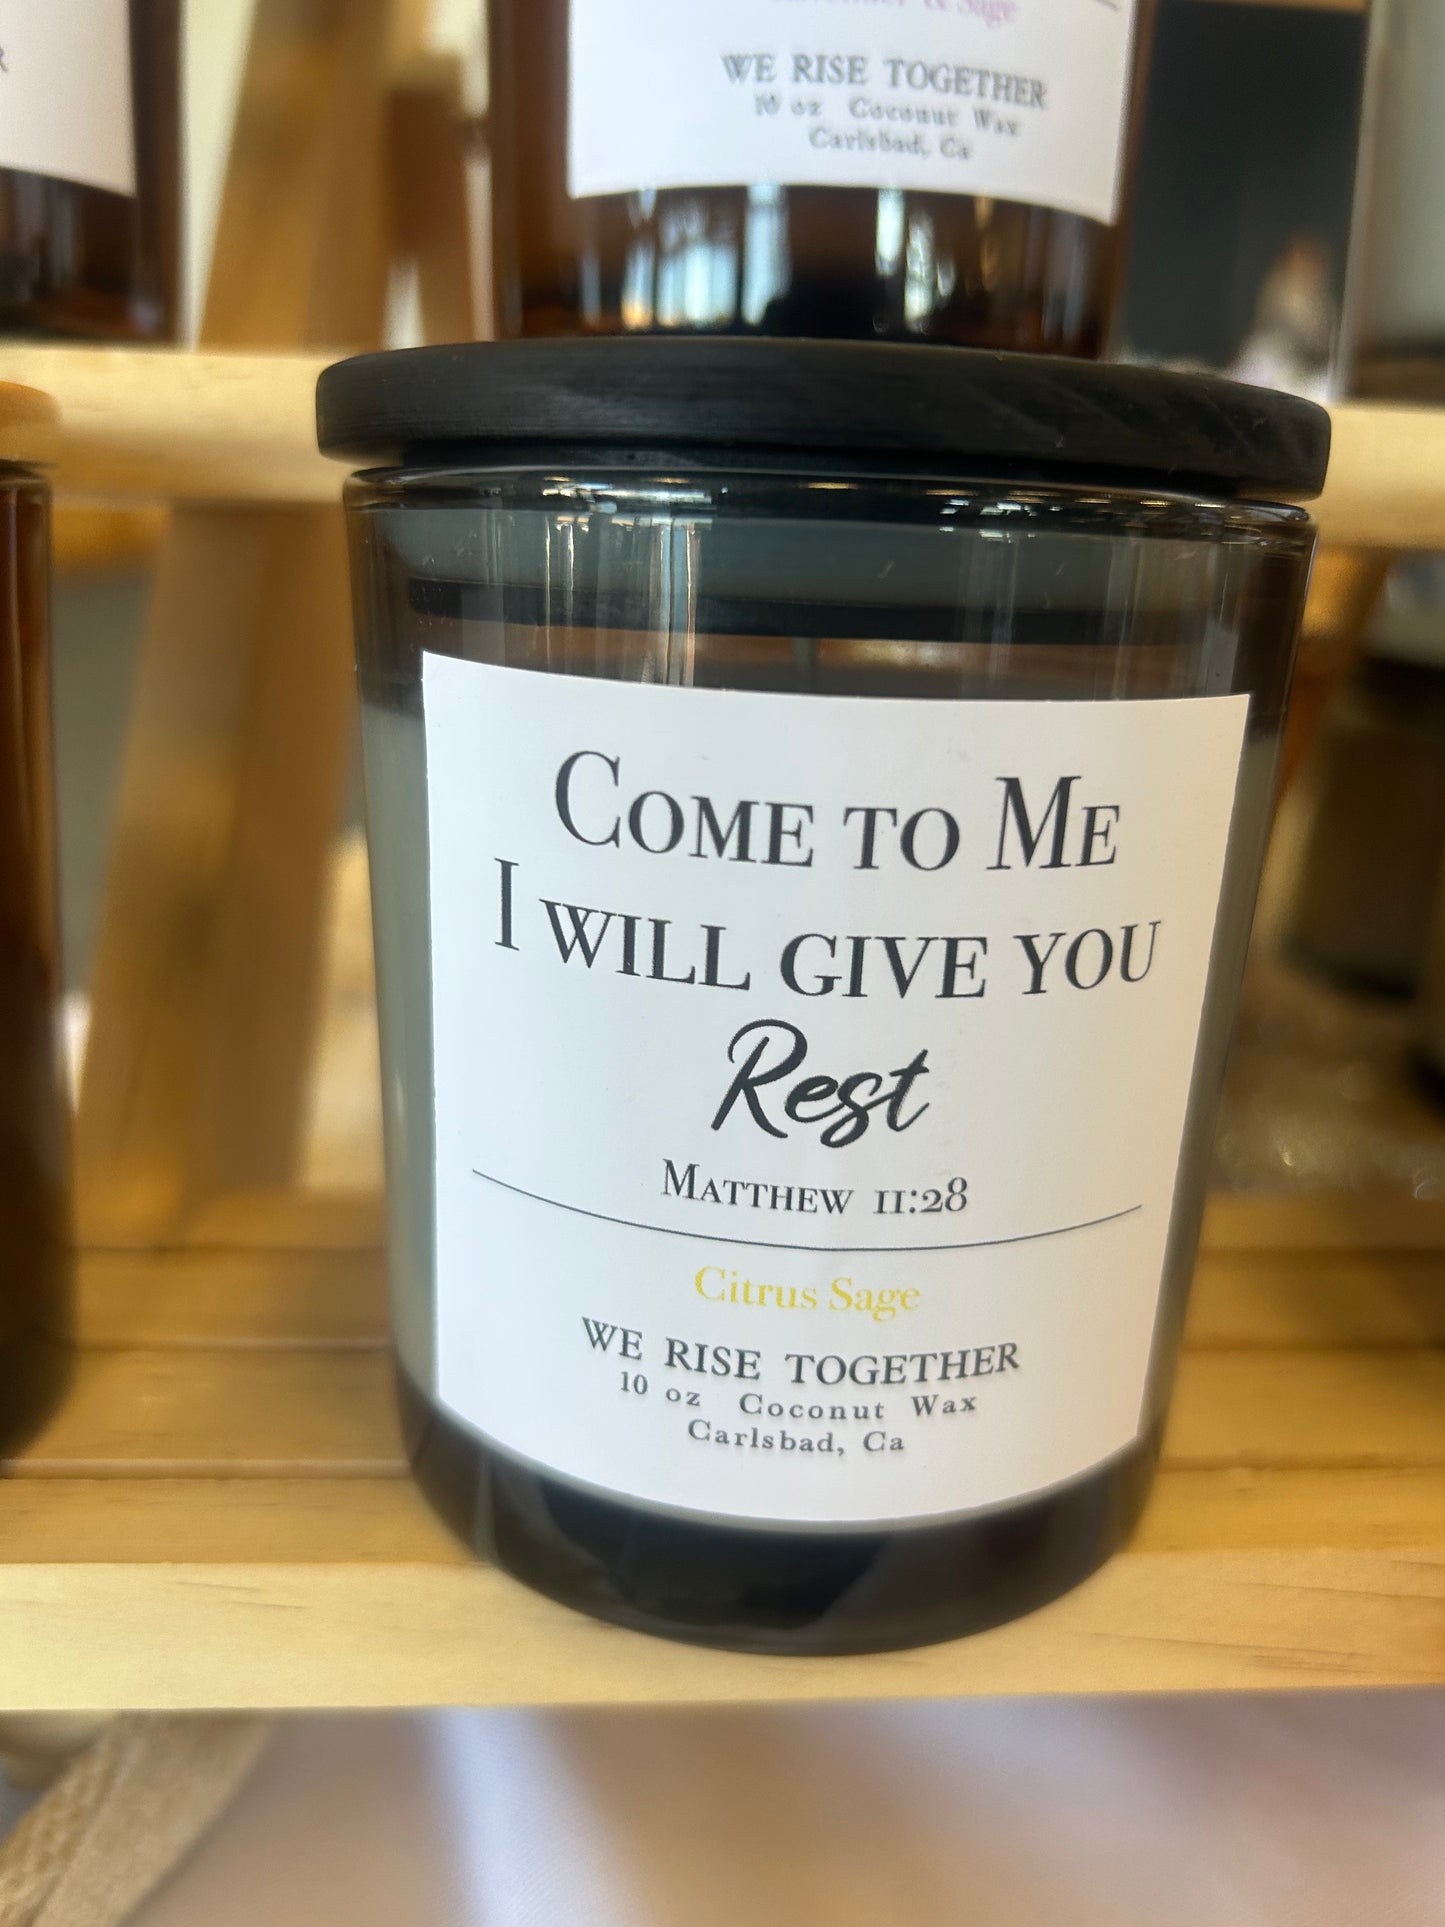 & Sage
WE RISE TOGETHER
10 oz Coconut Wax
Carlsbad, Ca
COME TO ME
I WILL GIVE YOU
Rest
MATTHEW 11:28
Citrus Sage
WE RISE TOGETHER
10 oz Coconut Wax
Carlsbad, Ca